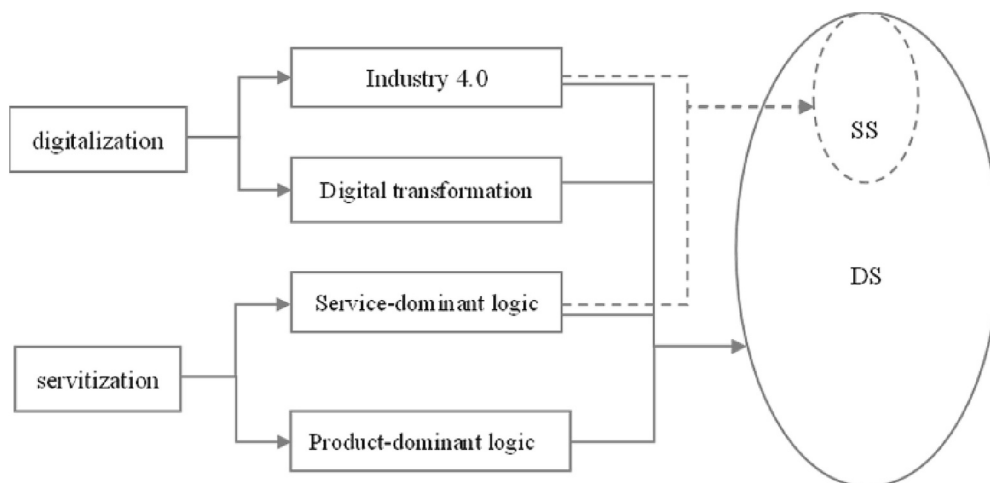 digitalization
Industry 4.0
Digital transformation
servitization
Service-dominant logic
Product-dominant logic
SS
DS